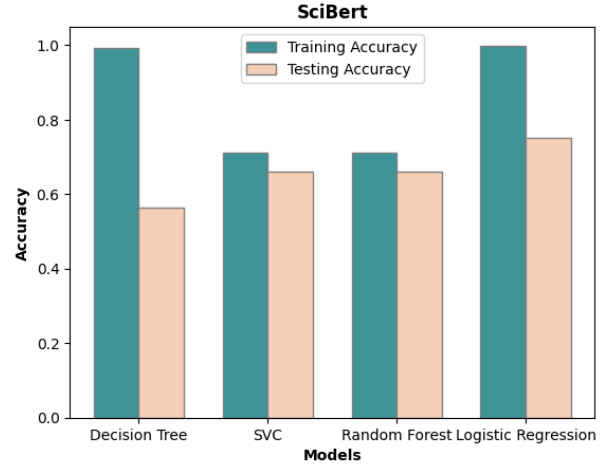 SciBert
Training Accuracy
Testing Accuracy
1.0
0.8
0.6
0.4
0.2
0.0
Accuracy
Decision Tree
SVC
Random Forest
Logistic Regression
Models